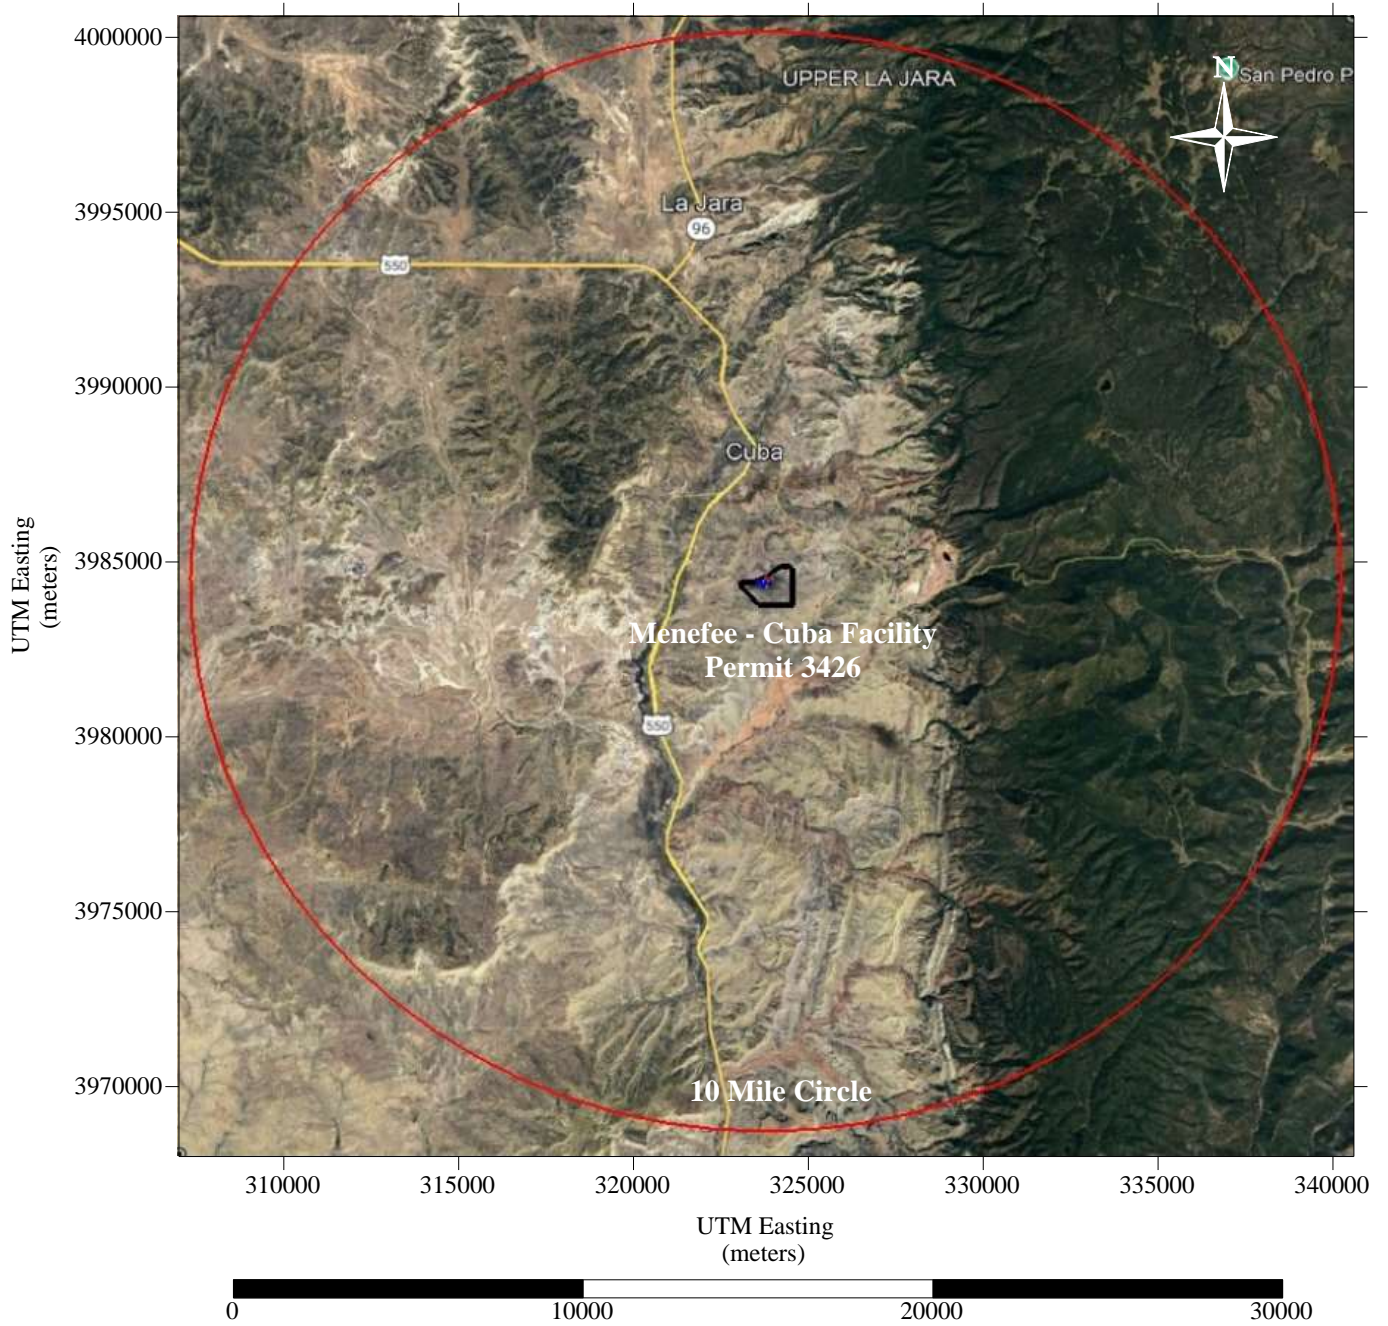 4000000
UPPER LA JARA
N
San Pedro P
3995000
La Jara
96
550
3990000
Cuba
3985000
UTM Easting
(meters)
Menefee - Cuba Facility
Permit 3426
550
3980000
3975000
3970000
10 Mile Circle
310000
315000
320000
325000
330000
335000
340000
UTM Easting
(meters)
0
10000
20000
30000